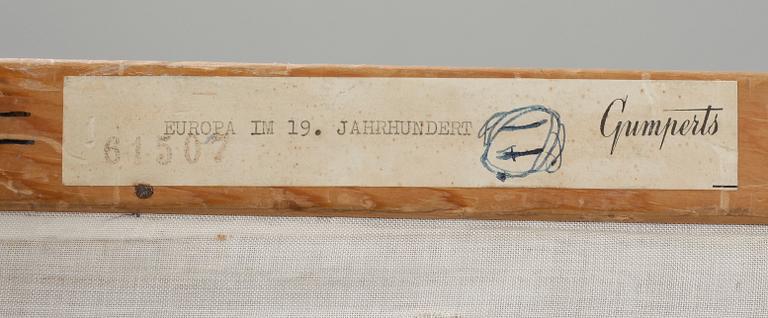 EUROPA IM 19. JAHRHUNDERT
Gumperts
61507